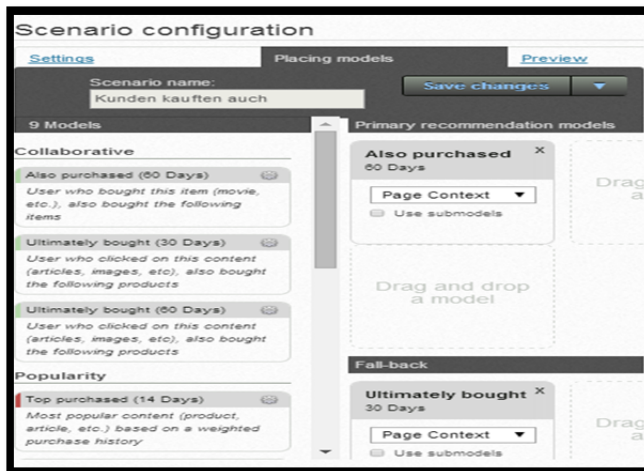 Scenario configuration
Settings
Placing models
Preview
Scenario name:
Kunden kauften auch
Save changes
9 Models
Collaborative
Also purchased (60 Days)
User who bought this item (movie,
etc.), also bought the following
items
Ultimately bought (30 Days)
User who clicked on this content
(articles, images, etc), also bought
the following products
Ultimately bought (60 Days)
User who clicked on this content
(articles, images, etc), also bought
the following products
Popularity
Top purchased (14 Days)
Most popular content (product,
article, etc.) based on a weighted
purchase history
Primary recommendation models
Also purchased ×
60 Days
Page Context
Use submodels
Drag
a
Drag and drop
a model
Fall-back
Ultimately bought ×
30 Days
Page Context
Use submodels
Drag
a